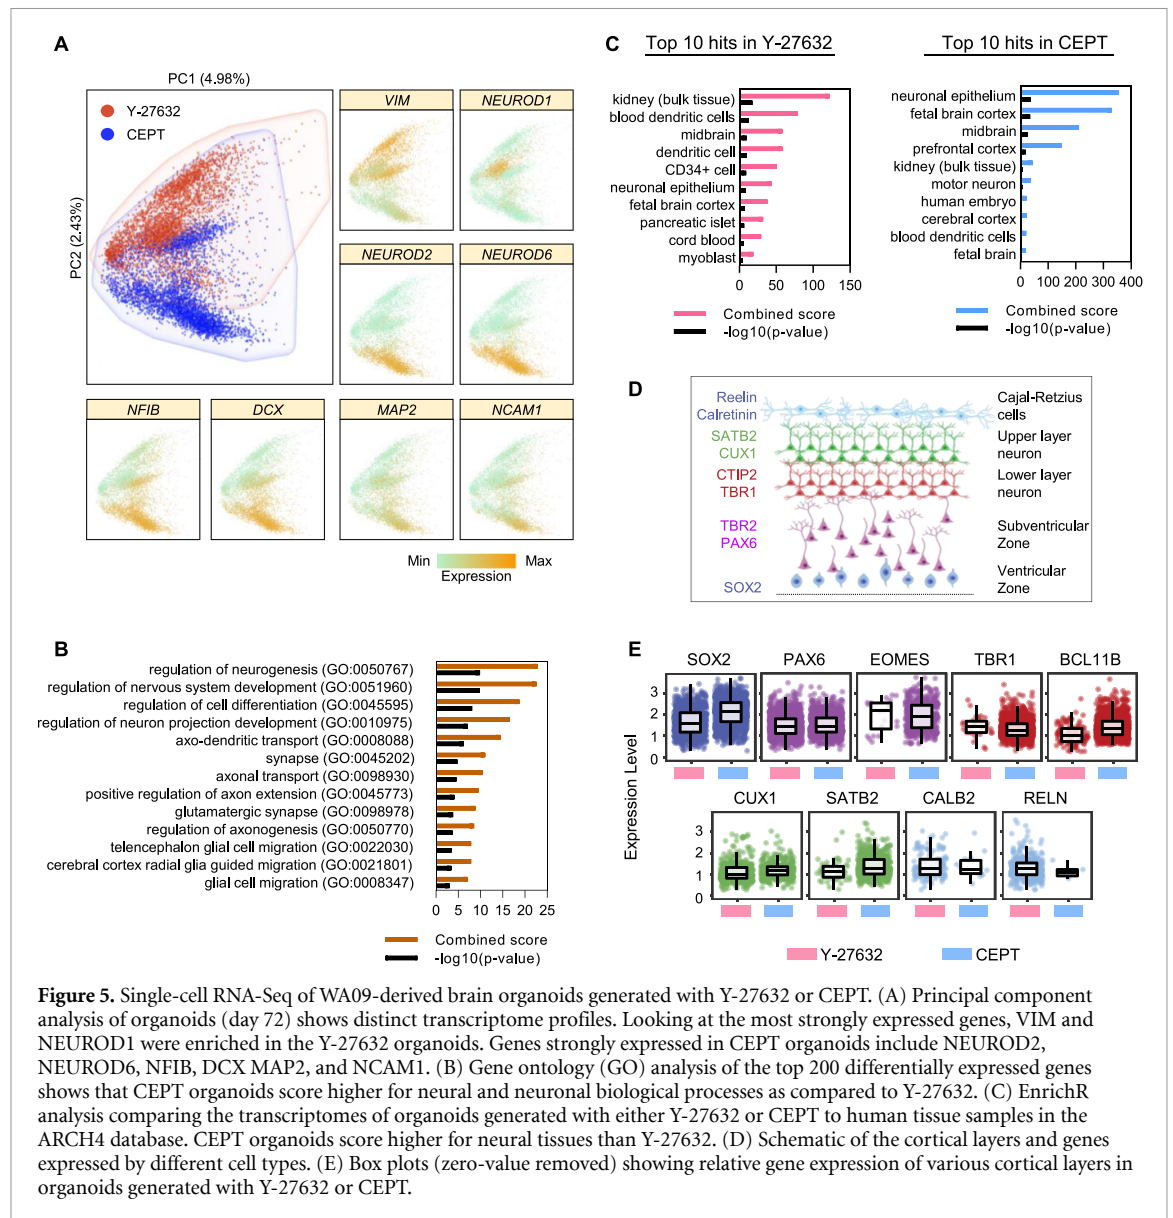 A
PC1 (4.98%)
PC2 (2.43%)
Y-27632
CEPT
VIM
NEUROD1
NEUROD2
NEUROD6
NFIB
DCX
MAP2
NCAM1
Min
Max
Expression
B
regulation of neurogenesis (GO:0050767)
regulation of nervous system development (GO:0051960)
regulation of cell differentiation (GO:0045595)
regulation of neuron projection development (GO:0010975)
axo-dendritic transport (GO:0008088)
synapse (GO:0045202)
axonal transport (GO:0098930)
positive regulation of axon extension (GO:0045773)
glutamatergic synapse (GO:0098978)
regulation of axonogenesis (GO:0050770)
telencephalon glial cell migration (GO:0022030)
cerebral cortex radial glia guided migration (GO:0021801)
glial cell migration (GO:0008347)
0 5 10 15 20 25
Combined score
-log10(p-value)
C
Top 10 hits in Y-27632
kidney (bulk tissue)
blood dendritic cells
midbrain
dendritic cell
CD34+ cell
neuronal epithelium
fetal brain cortex
pancreatic islet
cord blood
myoblast
0 50 100 150
Combined score
-log10(p-value)
Top 10 hits in CEPT
neuronal epithelium
fetal brain cortex
midbrain
prefrontal cortex
kidney (bulk tissue)
motor neuron
human embryo
cerebral cortex
blood dendritic cells
fetal brain
0 100 200 300 400
Combined score
-log10(p-value)
D
Reelin
Calretinin
Cajal-Retzius
cells
SATB2
CUX1
Upper layer
neuron
CTIP2
TBR1
Lower layer
neuron
TBR2
PAX6
Subventricular
Zone
SOX2
Ventricular
Zone
E
Expression Level
SOX2 PAX6 EOMES TBR1 BCL11B
3
2
1
0
CUX1 SATB2 CALB2 RELN
3
2
1
0
Y-27632
CEPT
Figure 5. Single-cell RNA-Seq of WA09-derived brain organoids generated with Y-27632 or CEPT. (A) Principal component
analysis of organoids (day 72) shows distinct transcriptome profiles. Looking at the most strongly expressed genes, VIM and
NEUROD1 were enriched in the Y-27632 organoids. Genes strongly expressed in CEPT organoids include NEUROD2,
NEUROD6, NFIB, DCX MAP2, and NCAM1. (B) Gene ontology (GO) analysis of the top 200 differentially expressed genes
shows that CEPT organoids score higher for neural and neuronal biological processes as compared to Y-27632. (C) EnrichR
analysis comparing the transcriptomes of organoids generated with either Y-27632 or CEPT to human tissue samples in the
ARCH4 database. CEPT organoids score higher for neural tissues than Y-27632. (D) Schematic of the cortical layers and genes
expressed by different cell types. (E) Box plots (zero-value removed) showing relative gene expression of various cortical layers in
organoids generated with Y-27632 or CEPT.